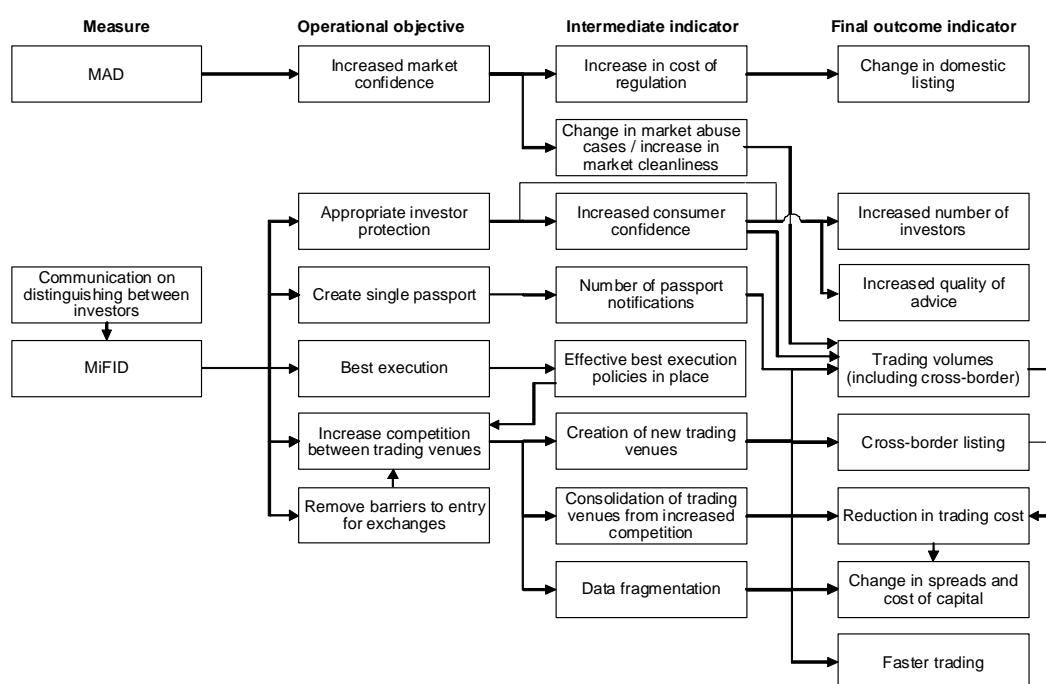 Measure
Operational objective
Intermediate indicator
Final outcome indicator
MAD
Increased market
confidence
Increase in cost of
regulation
Change in domestic
listing
Change in market abuse
cases / increase in
market cleanliness
Appropriate investor
protection
Increased consumer
confidence
Increased number of
investors
Communication on
distinguishing between
investors
Create single passport
Number of passport
notifications
Increased quality of
advice
MiFID
Best execution
Effective best execution
policies in place
Trading volumes
(including cross-border)
Increase competition
between trading venues
Creation of new trading
venues
Cross-border listing
Remove barriers to entry
for exchanges
Consolidation of trading
venues from increased
competition
Reduction in trading cost
Data fragmentation
Change in spreads and
cost of capital
Faster trading